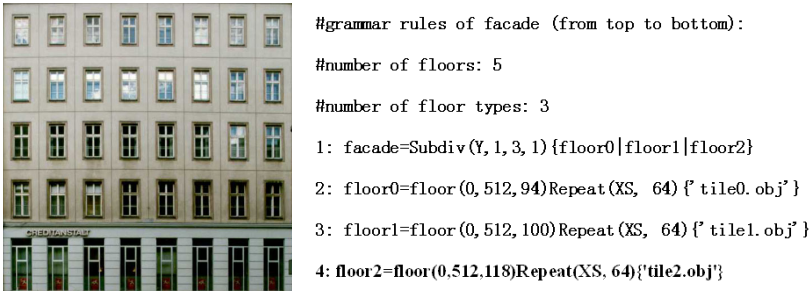 CREDITANSTALT
#grammar rules of facade (from top to bottom):
#number of floors: 5
#number of floor types: 3
1: facade=Subdiv(Y,1,3,1){floor0|floor1|floor2}
2: floor0=floor(0,512,94)Repeat(XS, 64){'tile0.obj'}
3: floor1=floor(0,512,100)Repeat(XS, 64){'tile1.obj'}
4: floor2=floor(0,512,118)Repeat(XS, 64){'tile2.obj'}